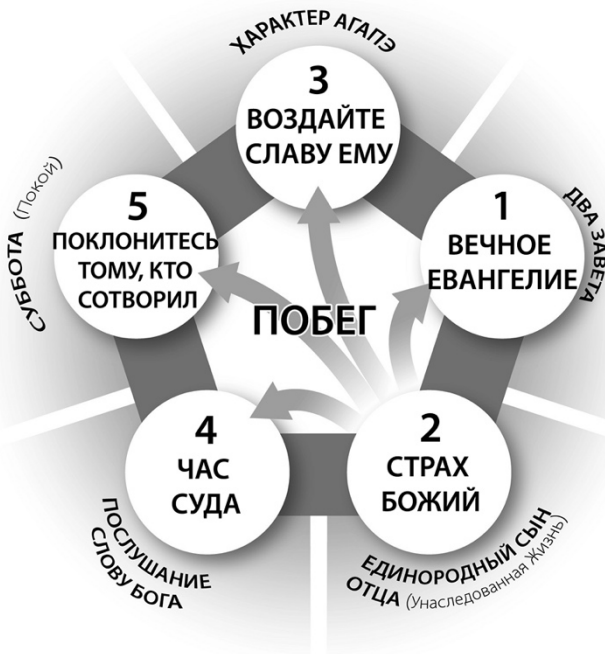 ХАРАКТЕР АГАПЭ
3
ВОЗДАЙТЕ
СЛАВУ ЕМУ
5
ПОКЛОНИТЕСЬ
ТОМУ, КТО
СОТВОРИЛ
СУББОТА (Покой)
1
ВЕЧНОЕ
ЕВАНГЕЛИЕ
ДВА ЗАВЕТА
ПОБЕГ
4
ЧАС
СУДА
ПОСЛУШАНИЕ
СЛОВУ БОГА
2
СТРАХ
БОЖИЙ
ЕДИНОРОДНЫЙ СЫН
ОТЦА (Унаследованная Жизнь)